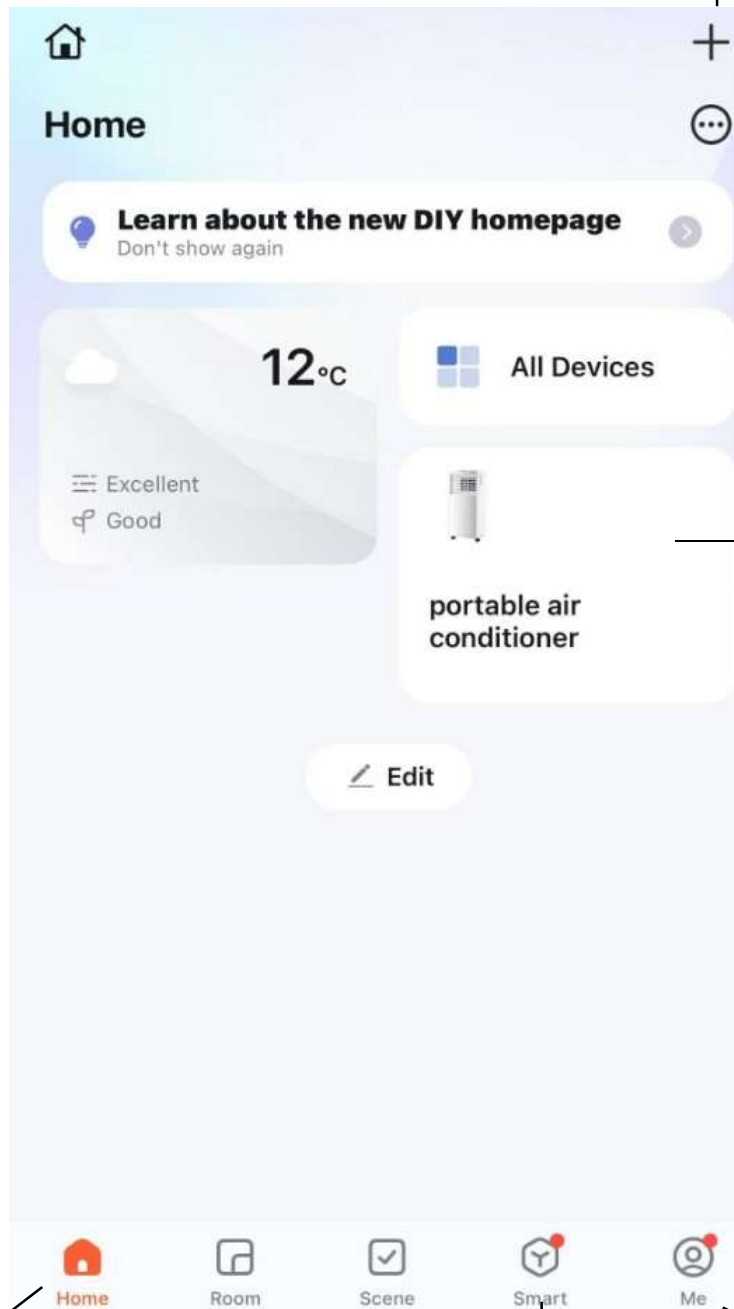 Home
Learn about the new DIY homepage
Don't show again
12°C
Excellent
Good
All Devices
portable air
conditioner
Edit
Home
Room
Scene
Smart
Me